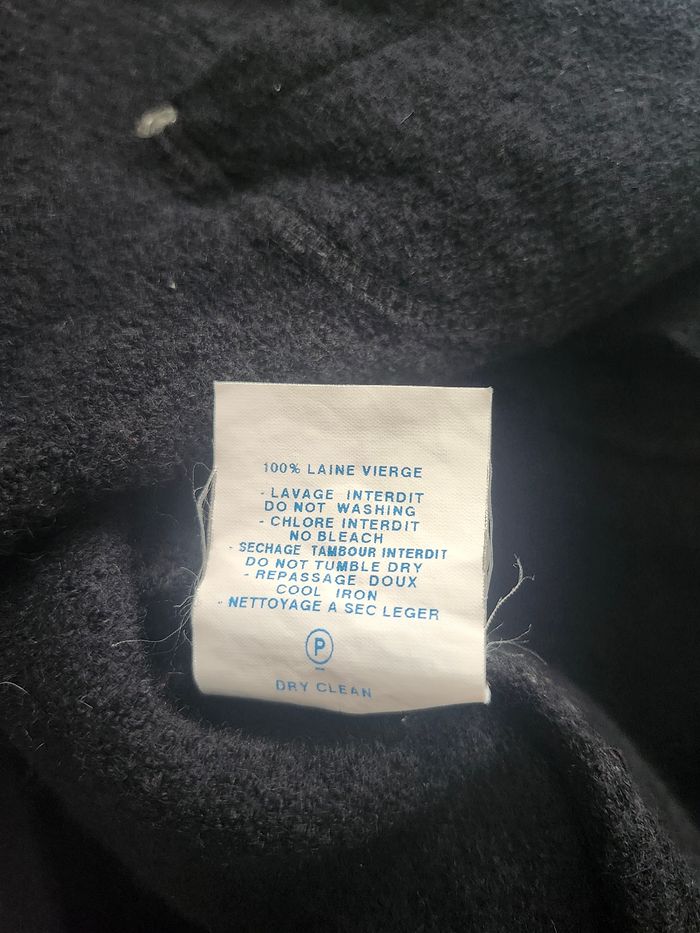 100% LAINE VIERGE
- LAVAGE INTERDIT
DO NOT WASHING
- CHLORE INTERDIT
NO BLEACH
- SECHAGE TAMBOUR INTERDIT
DO NOT TUMBLE DRY
- REPASSAGE DOUX
COOL IRON
- NETTOYAGE A SEC LEGER
P
DRY CLEAN